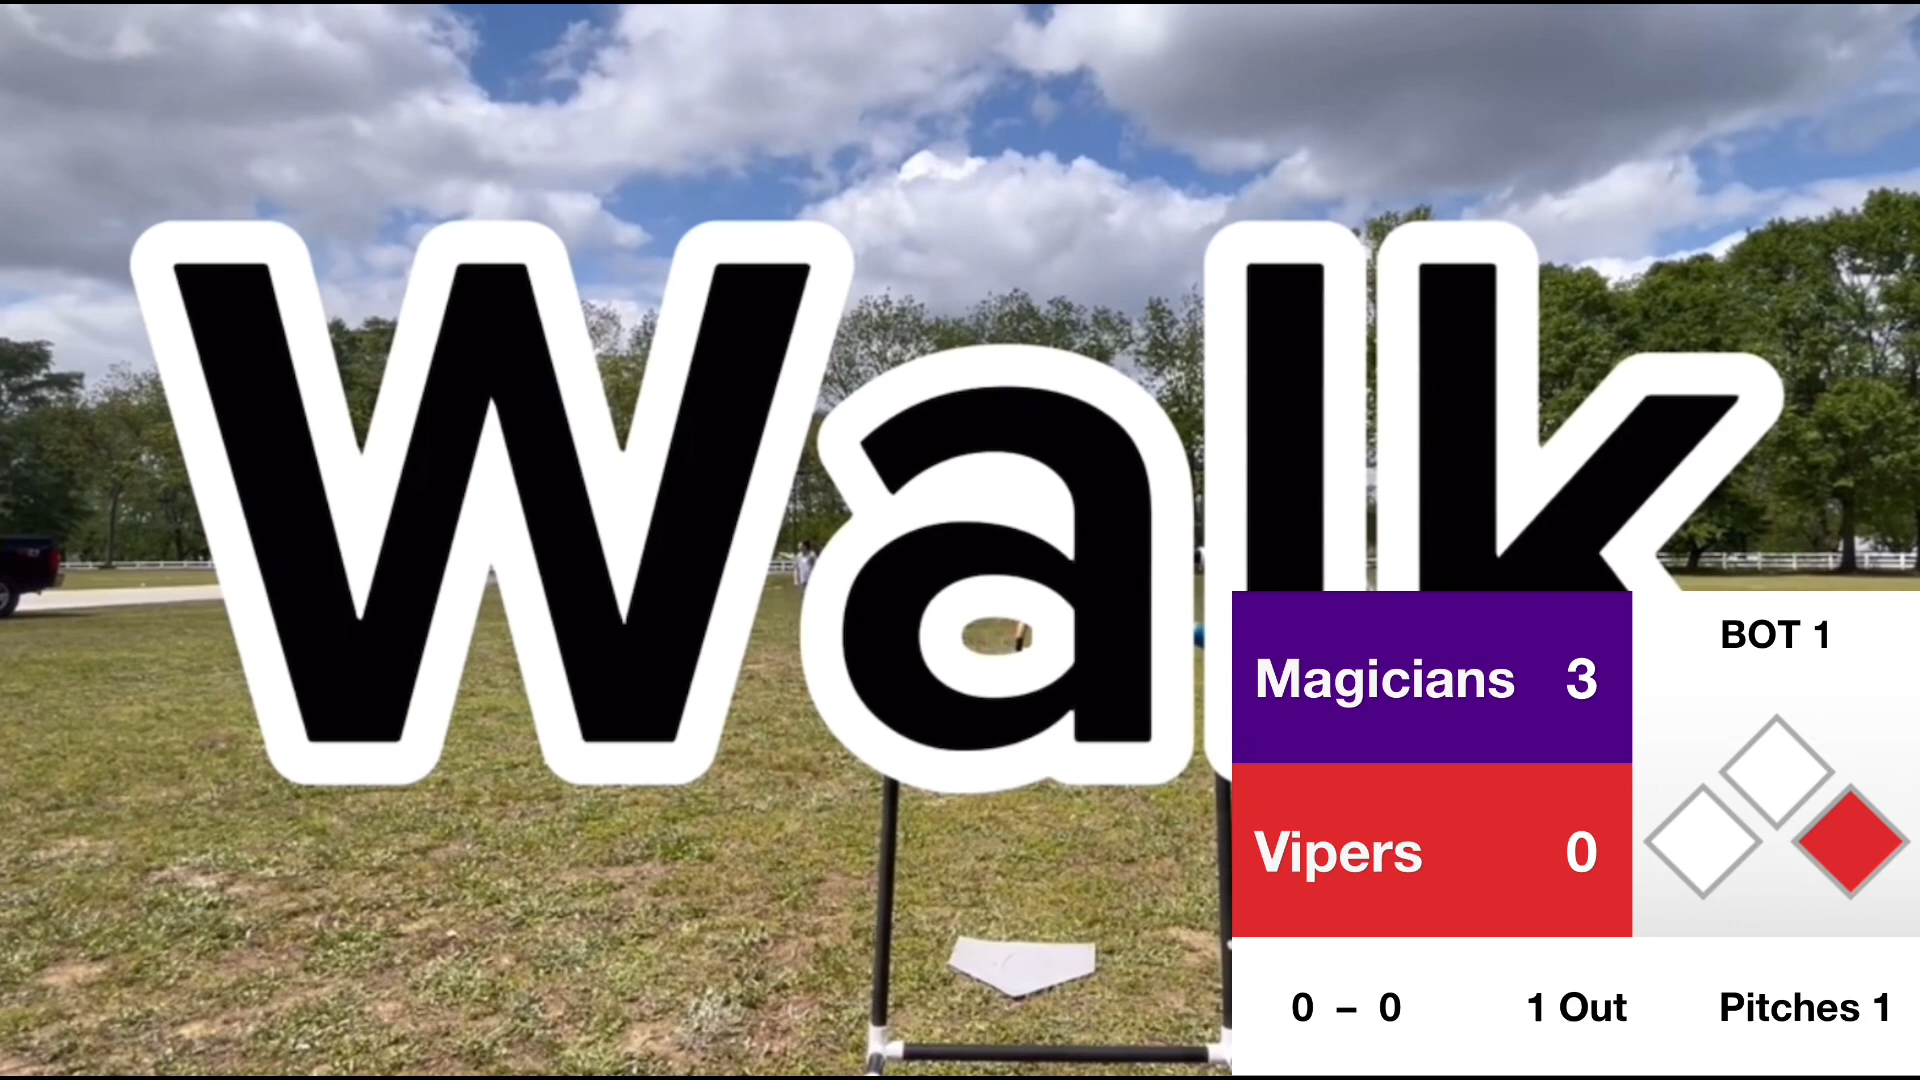 Walk
BOT 1
Magicians 3
Vipers 0
0 – 0 1 Out Pitches 1